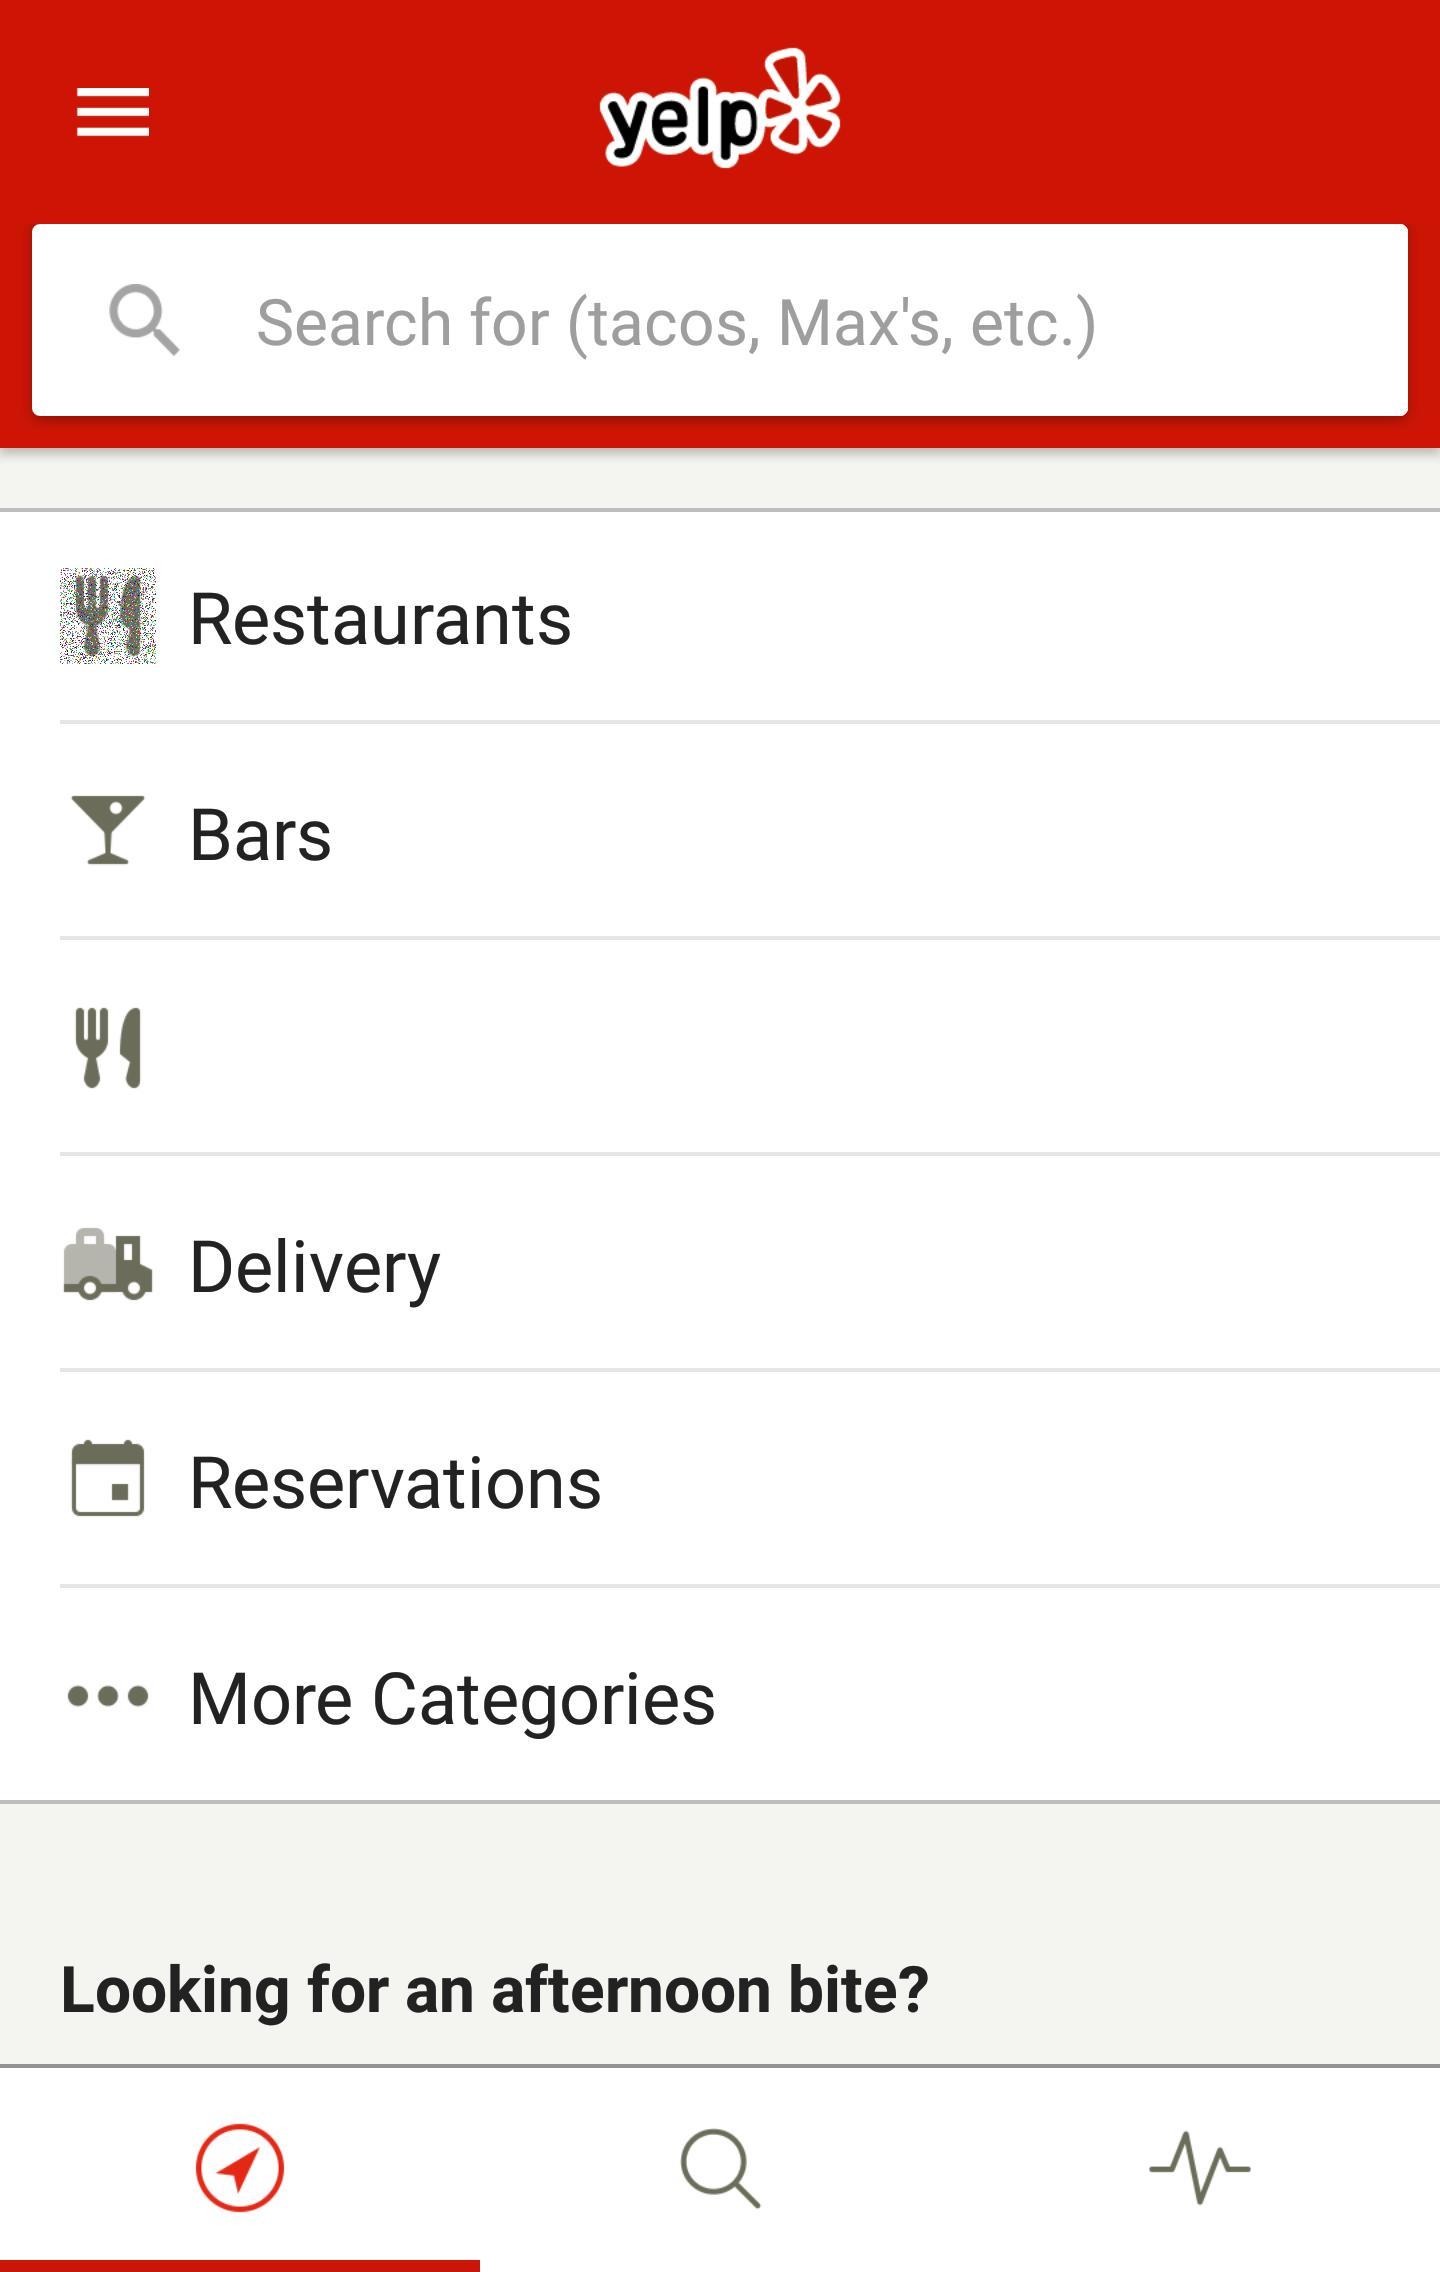 yelp
Search for (tacos, Max's, etc.)
Restaurants
Bars
Delivery
Reservations
More Categories
Looking for an afternoon bite?